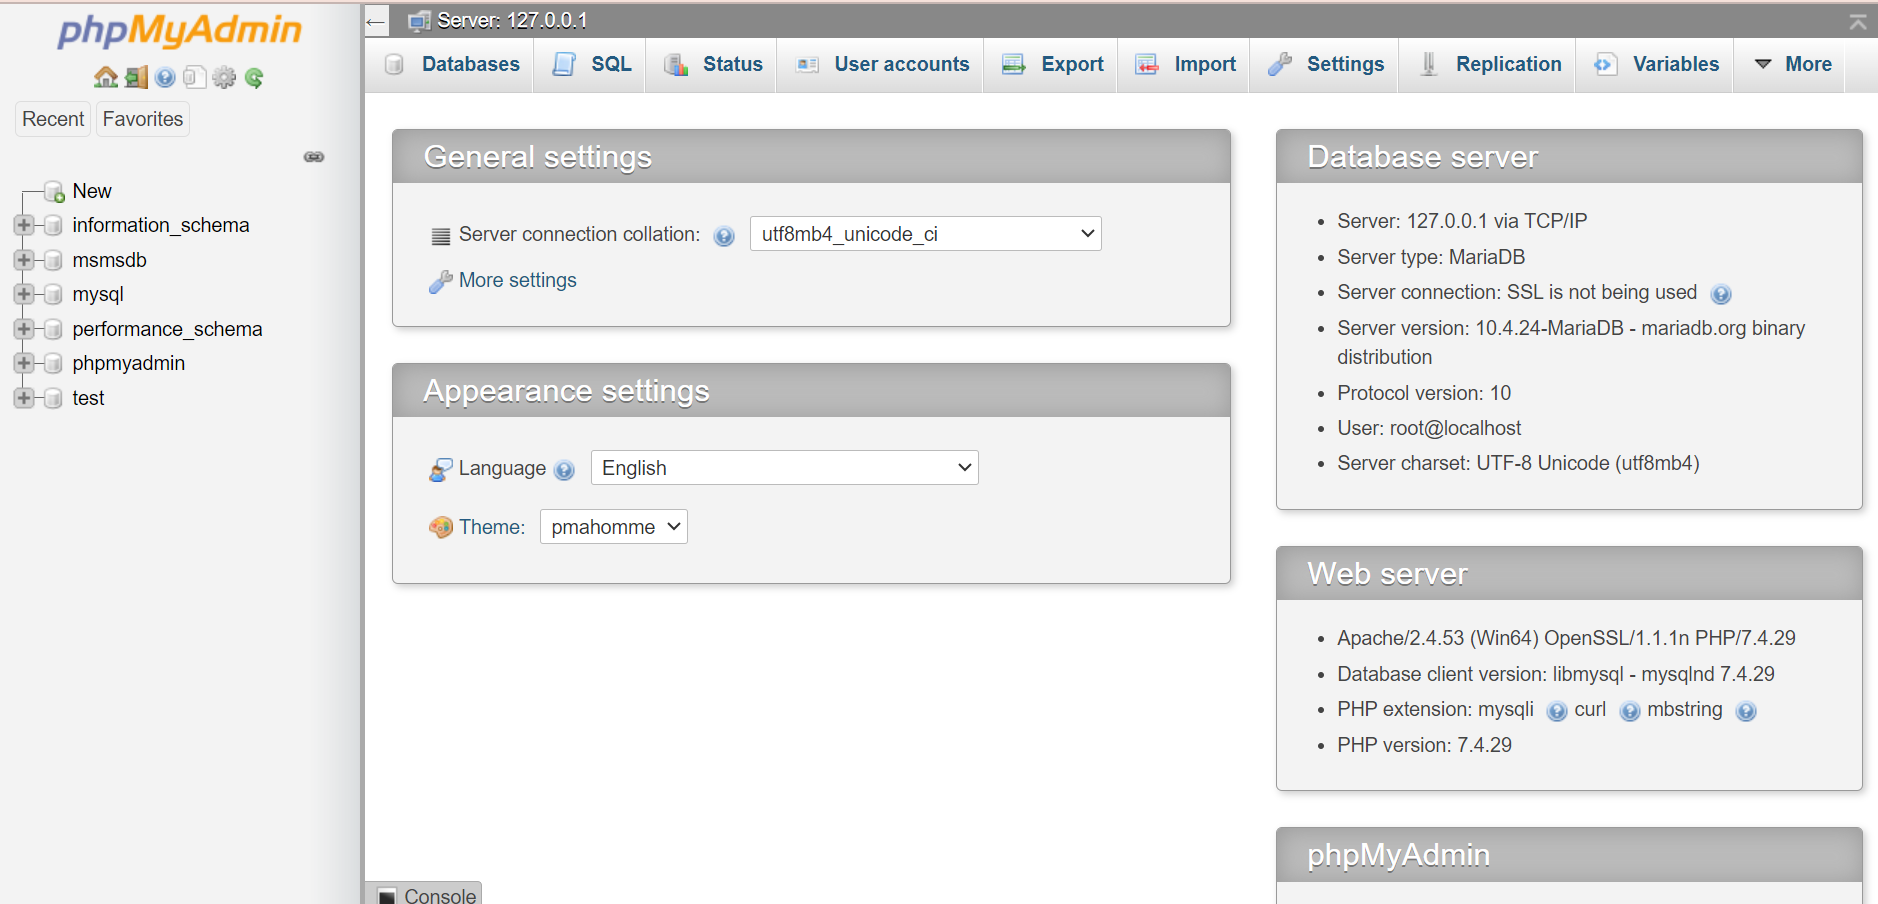 phpMyAdmin
Recent Favorites
New
information_schema
msmsdb
mysql
performance_schema
phpmyadmin
test
Server: 127.0.0.1
Databases SQL Status User accounts Export Import Settings Replication Variables More
General settings
Server connection collation: utf8mb4_unicode_ci
More settings
Appearance settings
Language English
Theme: pmahomme
Database server
Server: 127.0.0.1 via TCP/IP
Server type: MariaDB
Server connection: SSL is not being used
Server version: 10.4.24-MariaDB - mariadb.org binary
distribution
Protocol version: 10
User: root@localhost
Server charset: UTF-8 Unicode (utf8mb4)
Web server
Apache/2.4.53 (Win64) OpenSSL/1.1.1n PHP/7.4.29
Database client version: libmysql - mysqlnd 7.4.29
PHP extension: mysqli curl mbstring
PHP version: 7.4.29
phpMyAdmin
Console